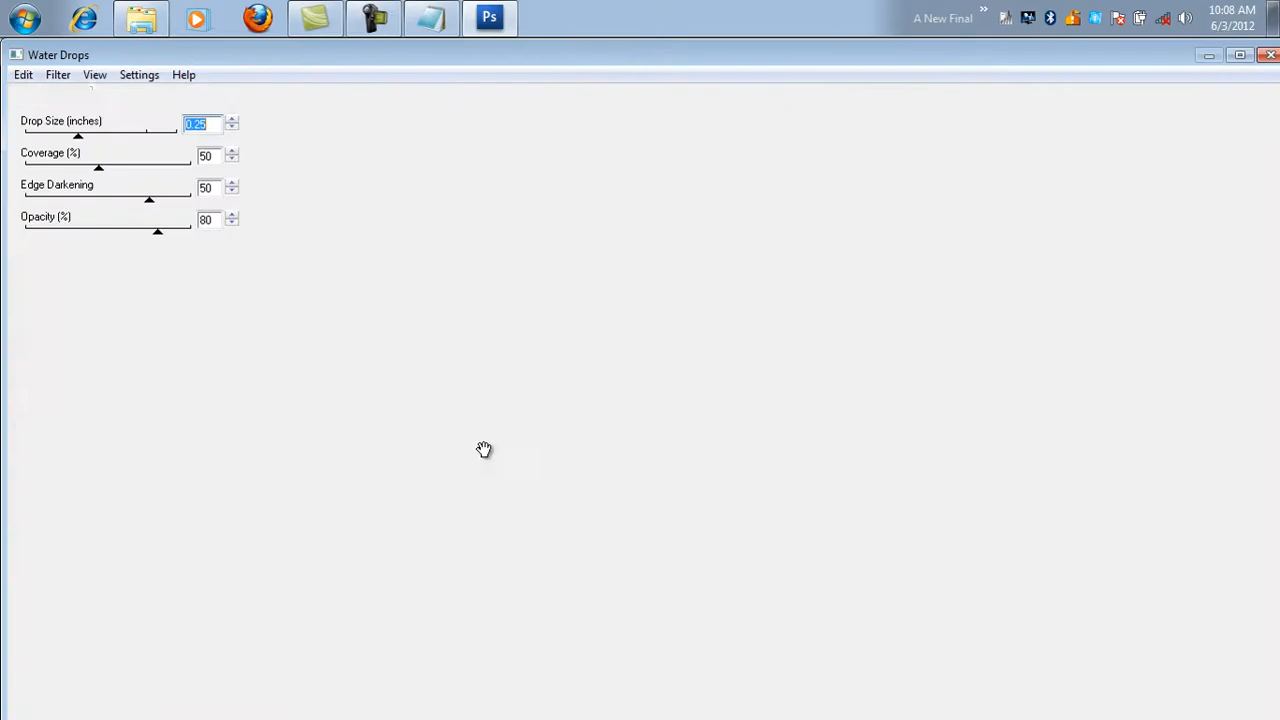 Ps
A New Final
»
10:08 AM
6/3/2012
Water Drops
Edit Filter View Settings Help
Drop Size (inches) 0.25
Coverage (%) 50
Edge Darkening 50
Opacity (%) 80